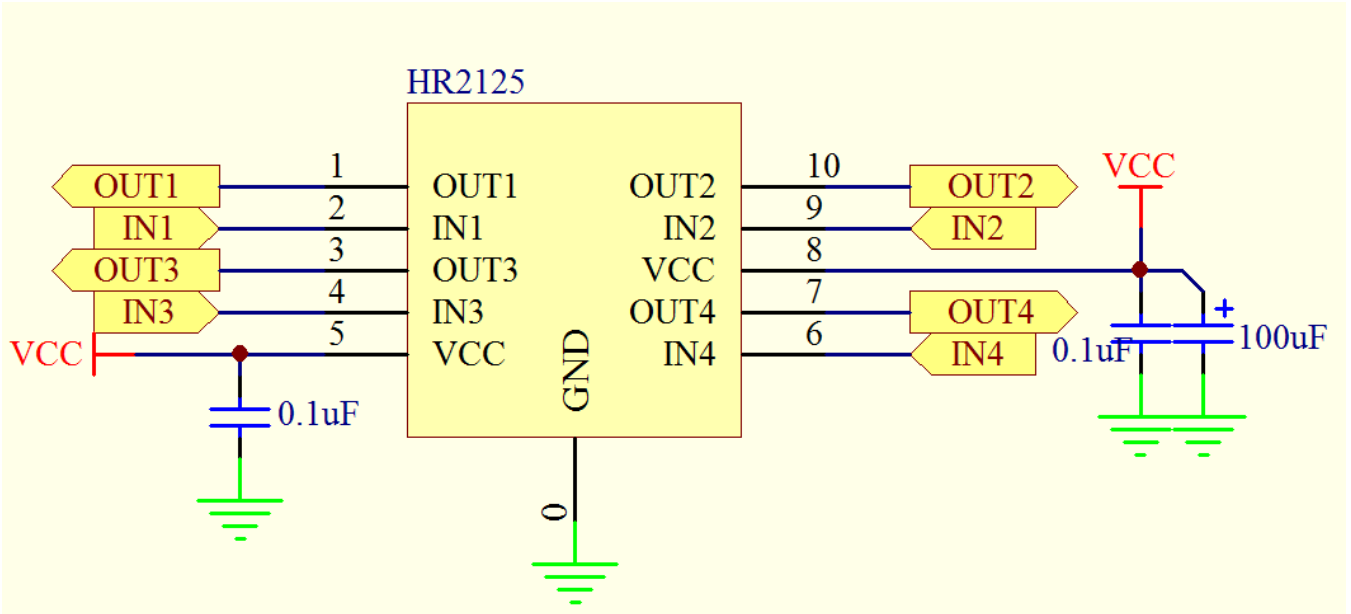 HR2125
OUT1 1 OUT1 OUT2 10 OUT2 VCC
IN1 2 IN1 IN2 9 IN2
OUT3 3 OUT3 VCC 8
IN3 4 IN3 OUT4 7 OUT4 +
VCC 5 VCC IN4 6 IN4 0.1uF 100uF
GND
0.1uF
0